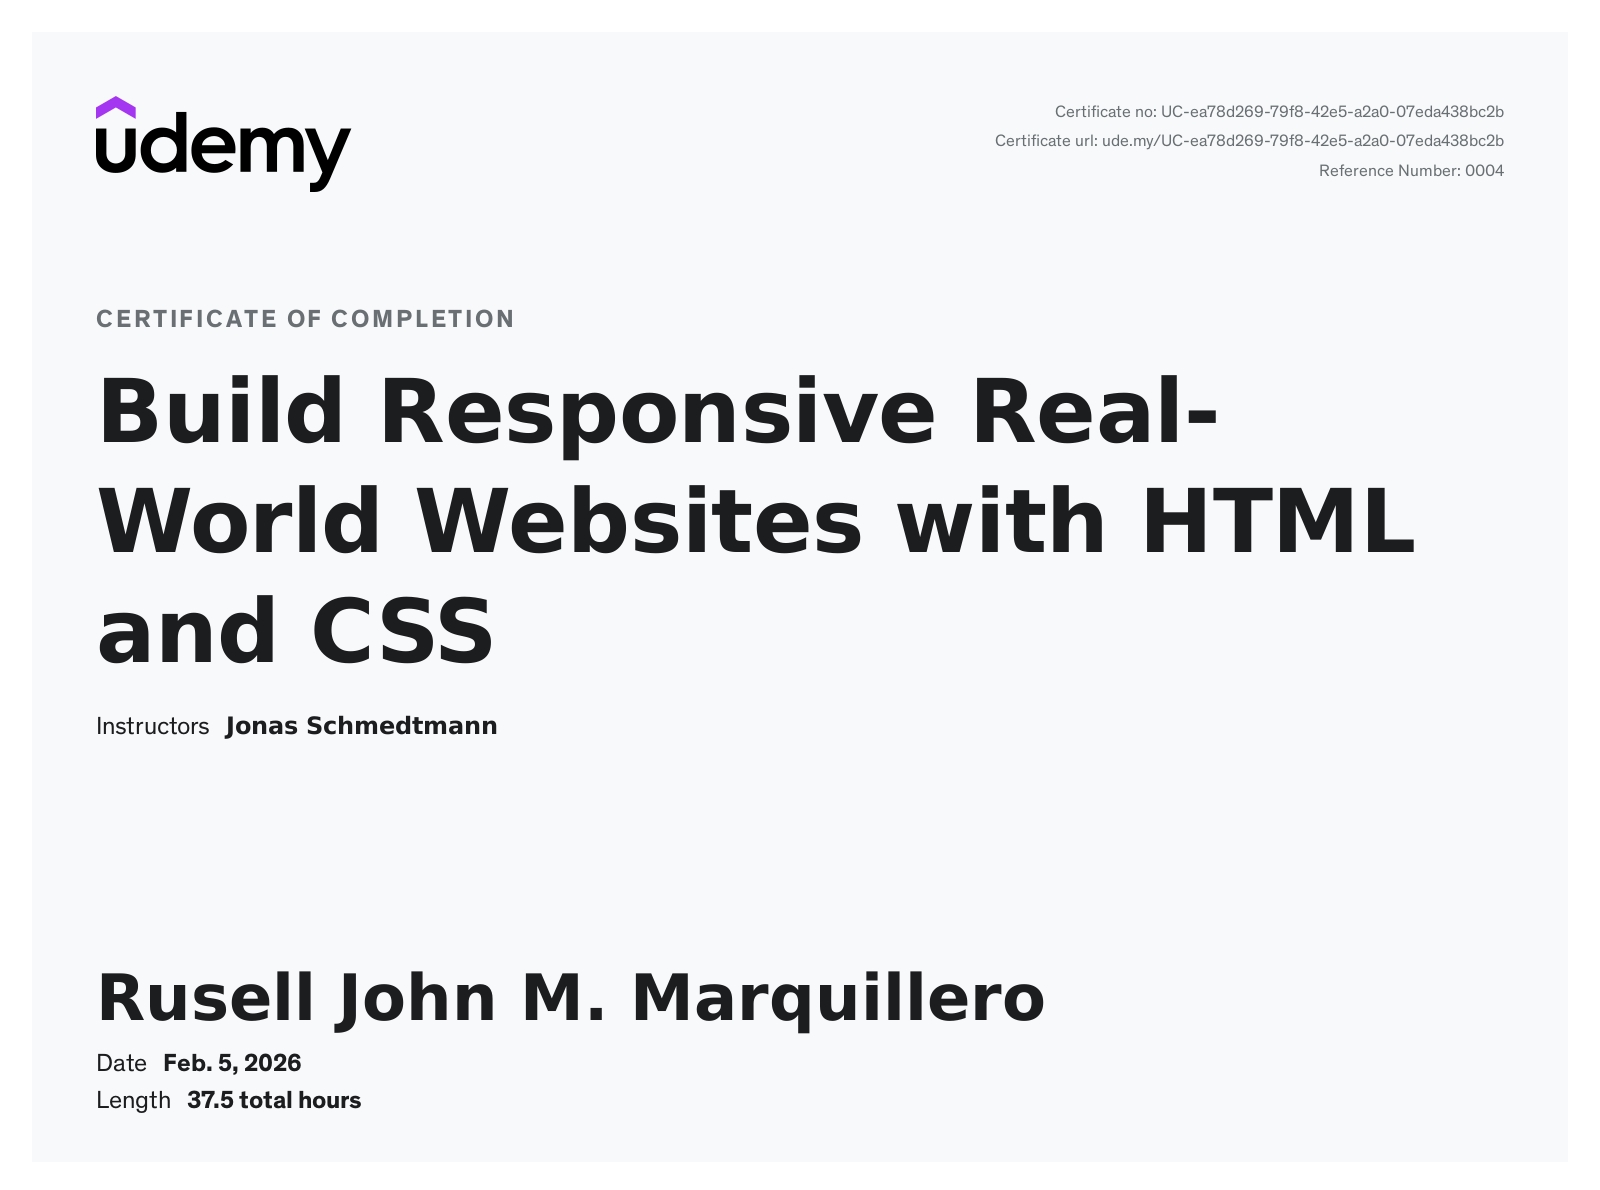 udemy
Certificate no: UC-ea78d269-79f8-42e5-a2a0-07eda438bc2b
Certificate url: ude.my/UC-ea78d269-79f8-42e5-a2a0-07eda438bc2b
Reference Number: 0004
CERTIFICATE OF COMPLETION
Build Responsive Real-
World Websites with HTML
and CSS
Instructors Jonas Schmedtmann
Rusell John M. Marquillero
Date Feb. 5, 2026
Length 37.5 total hours